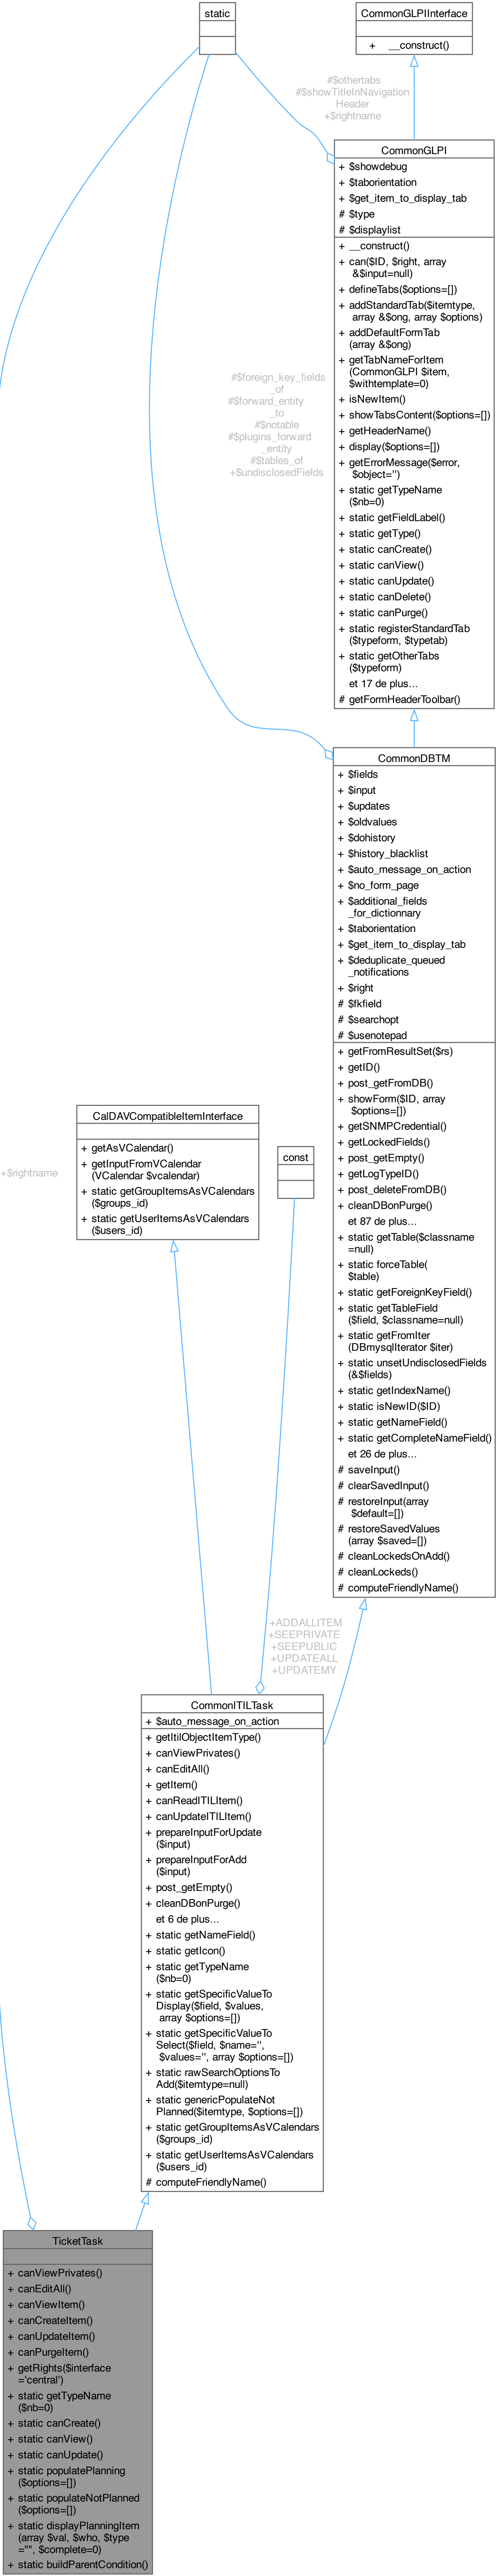 static
CommonGLPIInterface
+ __construct()
#$othertabs
#$showTitleInNavigation
Header
+$rightname
CommonGLPI
+ $showdebug
+ $taborientation
+ $get_item_to_display_tab
# $type
# $displaylist
+ __construct()
+ can($ID, $right, array
&$input=null)
+ defineTabs($options=[])
+ addStandardTab($itemtype,
array &$ong, array $options)
+ addDefaultFormTab
(array &$ong)
+ getTabNameForItem
(CommonGLPI $item,
$withtemplate=0)
+ isNewItem()
+ showTabsContent($options=[])
+ getHeaderName()
+ display($options=[])
+ getErrorMessage($error,
$object='')
+ static getTypeName
($nb=0)
+ static getFieldLabel()
+ static getType()
+ static canCreate()
+ static canView()
+ static canUpdate()
+ static canDelete()
+ static canPurge()
+ static registerStandardTab
($typeform, $typetab)
+ static getOtherTabs
($typeform)
et 17 de plus...
# getFormHeaderToolbar()
#$foreign_key_fields
_of
#$forward_entity
_to
#$notable
#$plugins_forward
_entity
#$tables_of
+$undisclosedFields
CommonDBTM
+ $fields
+ $input
+ $updates
+ $oldvalues
+ $dohistory
+ $history_blacklist
+ $auto_message_on_action
+ $no_form_page
+ $additional_fields
_for_dictionnary
+ $taborientation
+ $get_item_to_display_tab
+ $deduplicate_queued
_notifications
+ $right
# $fkfield
# $searchopt
# $usenotepad
+ getFromResultSet($rs)
+ getID()
+ post_getFromDB()
+ showForm($ID, array
$options=[])
+ getSNMPCredential()
+ getLockedFields()
+ post_getEmpty()
+ getLogTypeID()
+ post_deleteFromDB()
+ cleanDBonPurge()
et 87 de plus...
+ static getTable($classname
=null)
+ static forceTable(
$table)
+ static getForeignKeyField()
+ static getTableField
($field, $classname=null)
+ static getFromIter
(DBmysqlIterator $iter)
+ static unsetUndisclosedFields
(&$fields)
+ static getIndexName()
+ static isNewID($ID)
+ static getNameField()
+ static getCompleteNameField()
et 26 de plus...
# saveInput()
# clearSavedInput()
# restoreInput(array
$default=[])
# restoreSavedValues
(array $saved=[])
# cleanLockedsOnAdd()
# cleanLockeds()
# computeFriendlyName()
CalDAVCompatibleItemInterface
+ getAsVCalendar()
+ getInputFromVCalendar
(VCalendar $vcalendar)
+ static getGroupItemsAsVCalendars
($groups_id)
+ static getUserItemsAsVCalendars
($users_id)
const
+$rightname
+ADDALLITEM
+SEEPRIVATE
+SEEPUBLIC
+UPDATEALL
+UPDATEMY
CommonITILTask
+ $auto_message_on_action
+ getItilObjectItemType()
+ canViewPrivates()
+ canEditAll()
+ getItem()
+ canReadITILItem()
+ canUpdateITILItem()
+ prepareInputForUpdate
($input)
+ prepareInputForAdd
($input)
+ post_getEmpty()
+ cleanDBonPurge()
et 6 de plus...
+ static getNameField()
+ static getIcon()
+ static getTypeName
($nb=0)
+ static getSpecificValueTo
Display($field, $values,
array $options=[])
+ static getSpecificValueTo
Select($field, $name='',
$values='', array $options=[])
+ static rawSearchOptionsTo
Add($itemtype=null)
+ static genericPopulateNot
Planned($itemtype, $options=[])
+ static getGroupItemsAsVCalendars
($groups_id)
+ static getUserItemsAsVCalendars
($users_id)
# computeFriendlyName()
TicketTask
+ canViewPrivates()
+ canEditAll()
+ canViewItem()
+ canCreateItem()
+ canUpdateItem()
+ canPurgeItem()
+ getRights($interface
='central')
+ static getTypeName
($nb=0)
+ static canCreate()
+ static canView()
+ static canUpdate()
+ static populatePlanning
($options=[])
+ static populateNotPlanned
($options=[])
+ static displayPlanningItem
(array $val, $who, $type
="", $complete=0)
+ static buildParentCondition()